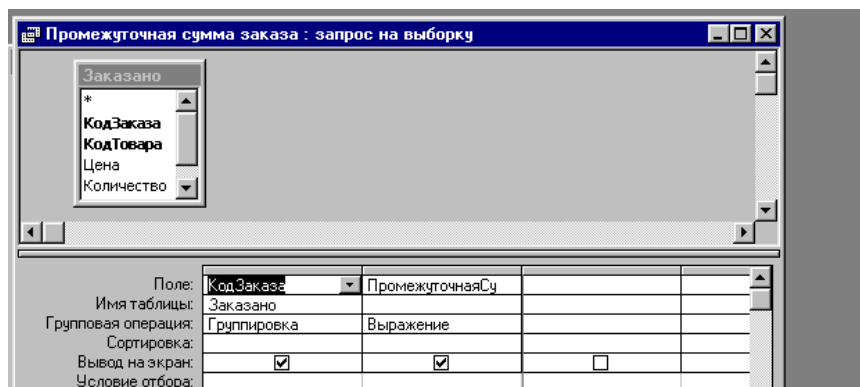 Промежуточная сумма заказа : запрос на выборку
Заказано
*
КодЗаказа
КодТовара
Цена
Количество
Поле: КодЗаказа ПромежуточнаяСу
Имя таблицы: Заказано
Групповая операция: Группировка Выражение
Сортировка:
Вывод на экран:
Условие отбора: